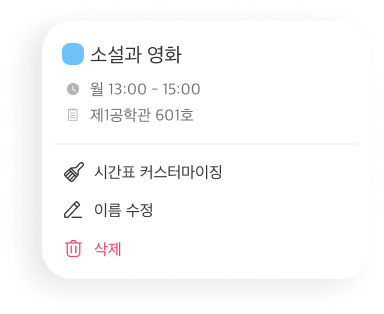 소설과 영화
월 13:00 - 15:00
제1공학관 601호
시간표 커스터마이징
이름 수정
삭제